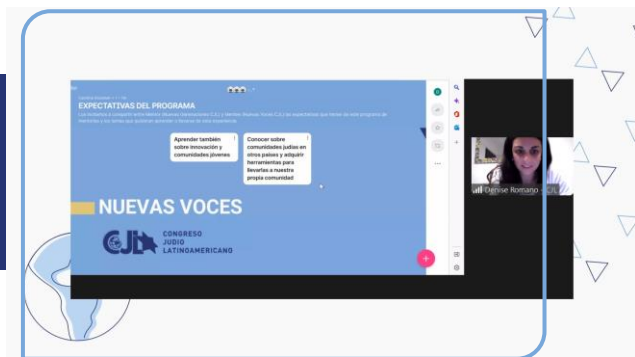 EXPECTATIVAS DEL PROGRAMA
Aprender también
sobre innovación y
comunidades jóvenes
Conocer sobre
comunidades judías en
otros países y adquirir
herramientas para
llevarlas a nuestra
propia comunidad
NUEVAS VOCES
CJL
CONGRESO
JUDIO
LATINOAMERICANO
Denise Romano - CJL